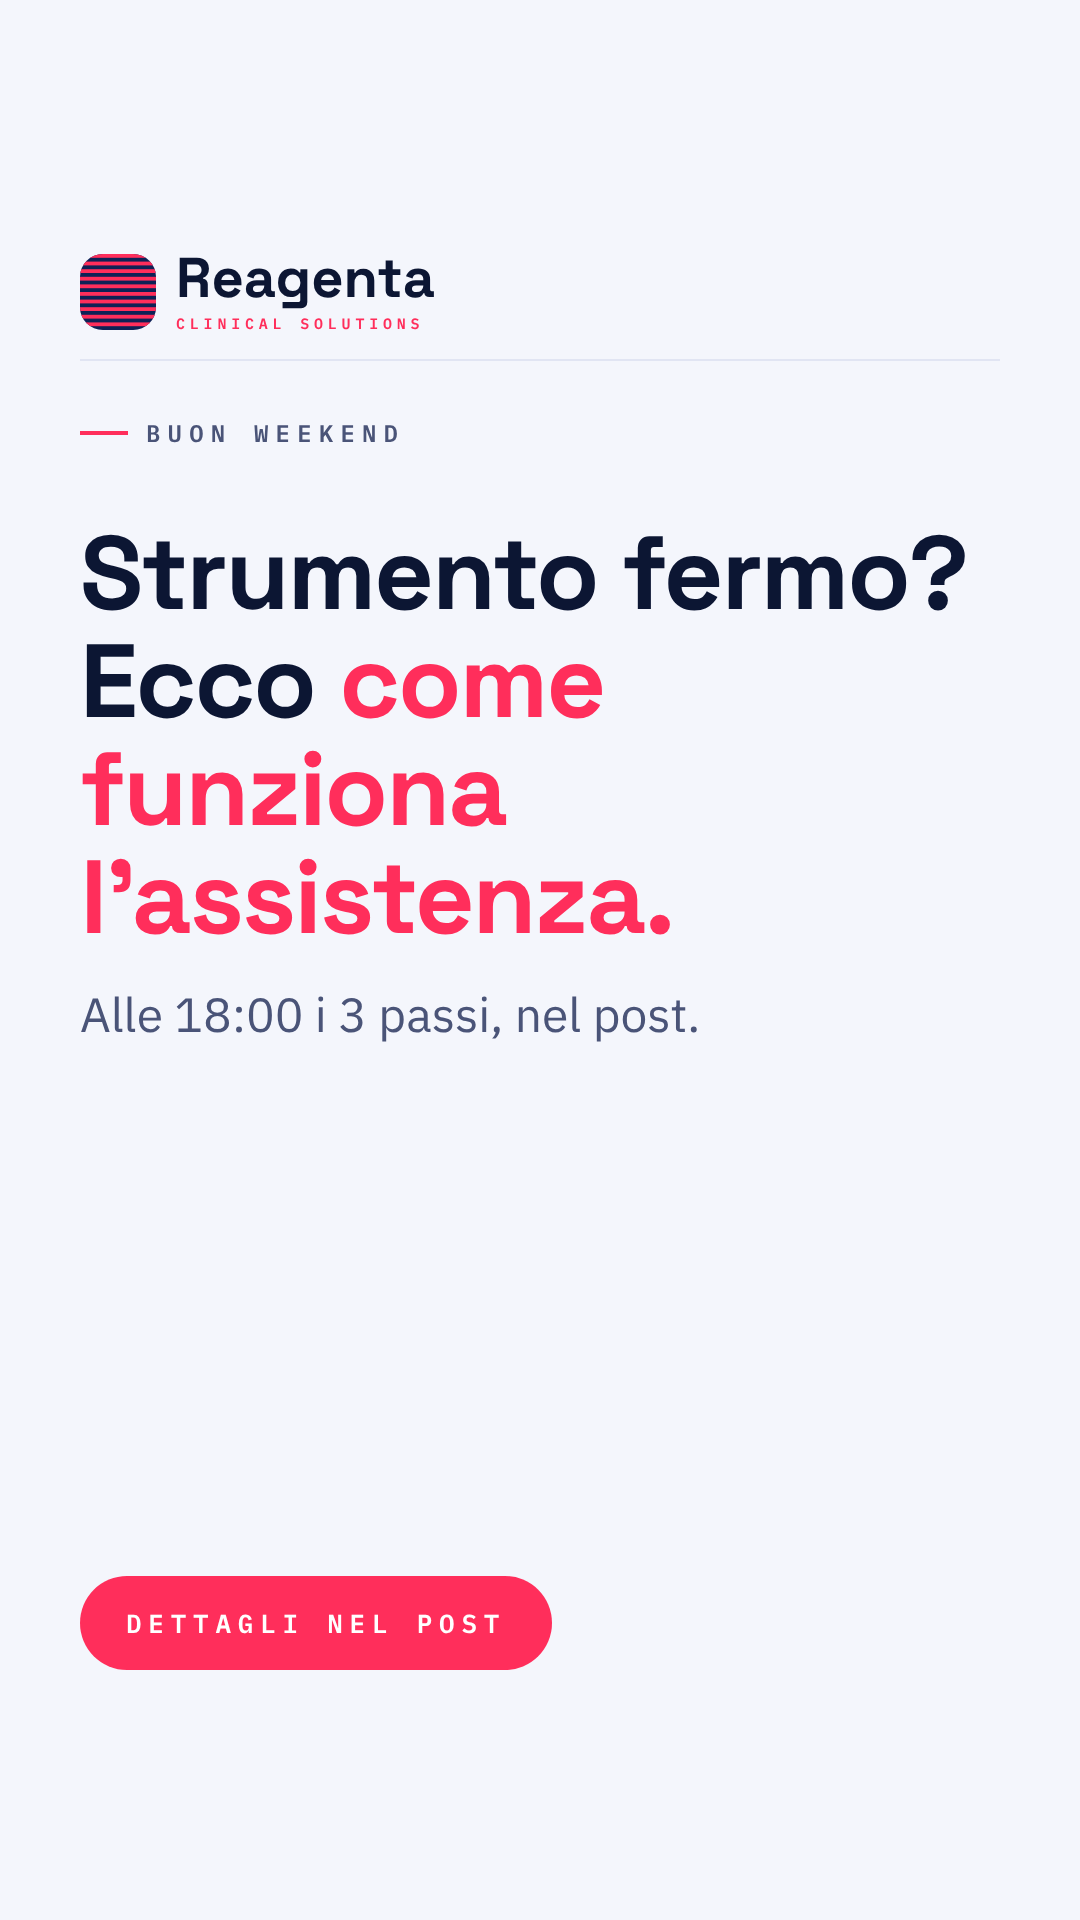 Reagenta
CLINICAL SOLUTIONS
BUON WEEKEND
Strumento fermo?
Ecco come
funziona
l’assistenza.
Alle 18:00 i 3 passi, nel post.
DETTAGLI NEL POST